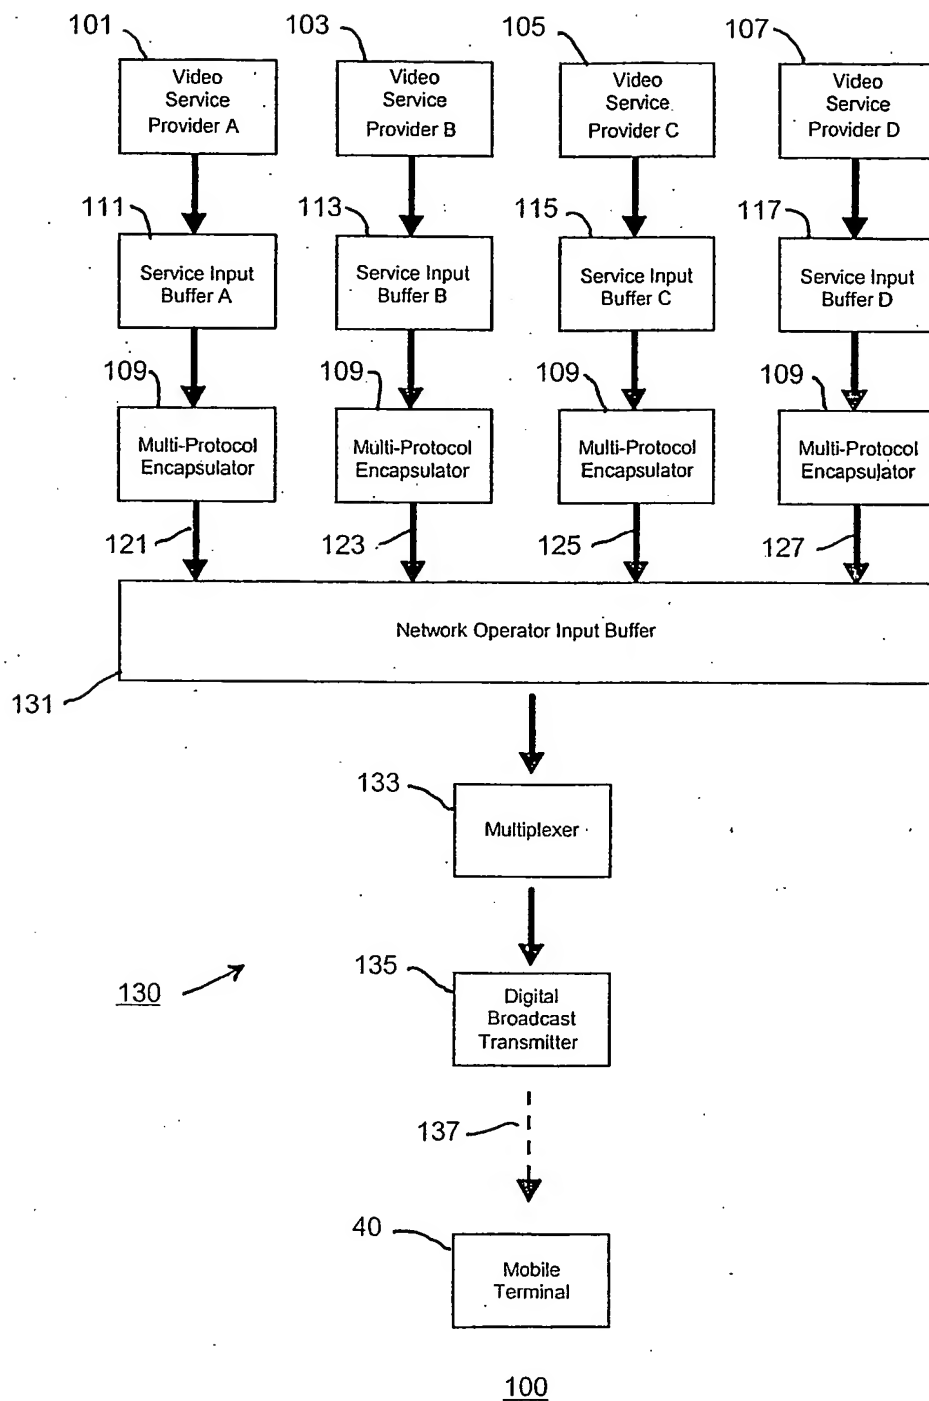 101
103
105
107
Video
Service
Provider A
Video
Service
Provider B
Video
Service
Provider C
Video
Service
Provider D
111
113
115
117
Service Input
Buffer A
Service Input
Buffer B
Service Input
Buffer C
Service Input
Buffer D
109
109
109
109
Multi-Protocol
Encapsulator
Multi-Protocol
Encapsulator
Multi-Protocol
Encapsulator
Multi-Protocol
Encapsulator
121
123
125
127
Network Operator Input Buffer
131
133
Multiplexer
135
130
Digital
Broadcast
Transmitter
137
40
Mobile
Terminal
100